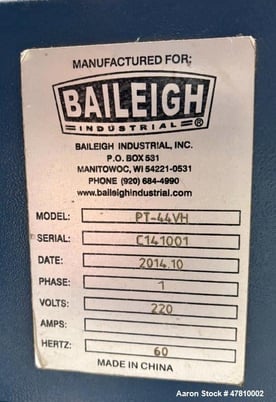 MANUFACTURED FOR:
BAILEIGH
INDUSTRIAL
®
BAILEIGH INDUSTRIAL, INC.
P.O. BOX 531
MANITOWOC, WI 54221-0531
PHONE (920) 684-4990
www.baileighindustrial.com
MODEL: PT-44VH
SERIAL: C141001
DATE: 2014.10
PHASE: 1
VOLTS: 220
AMPS:
HERTZ: 60
MADE IN CHINA
Aaron Stock # 47810002